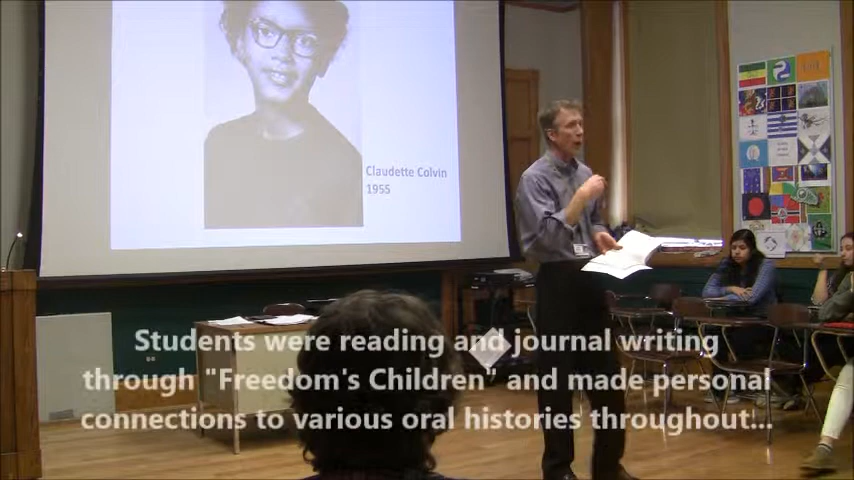 Claudette Colvin
1955
Students were reading and journal writing
through "Freedom's Children" and made personal
connections to various oral histories throughout...